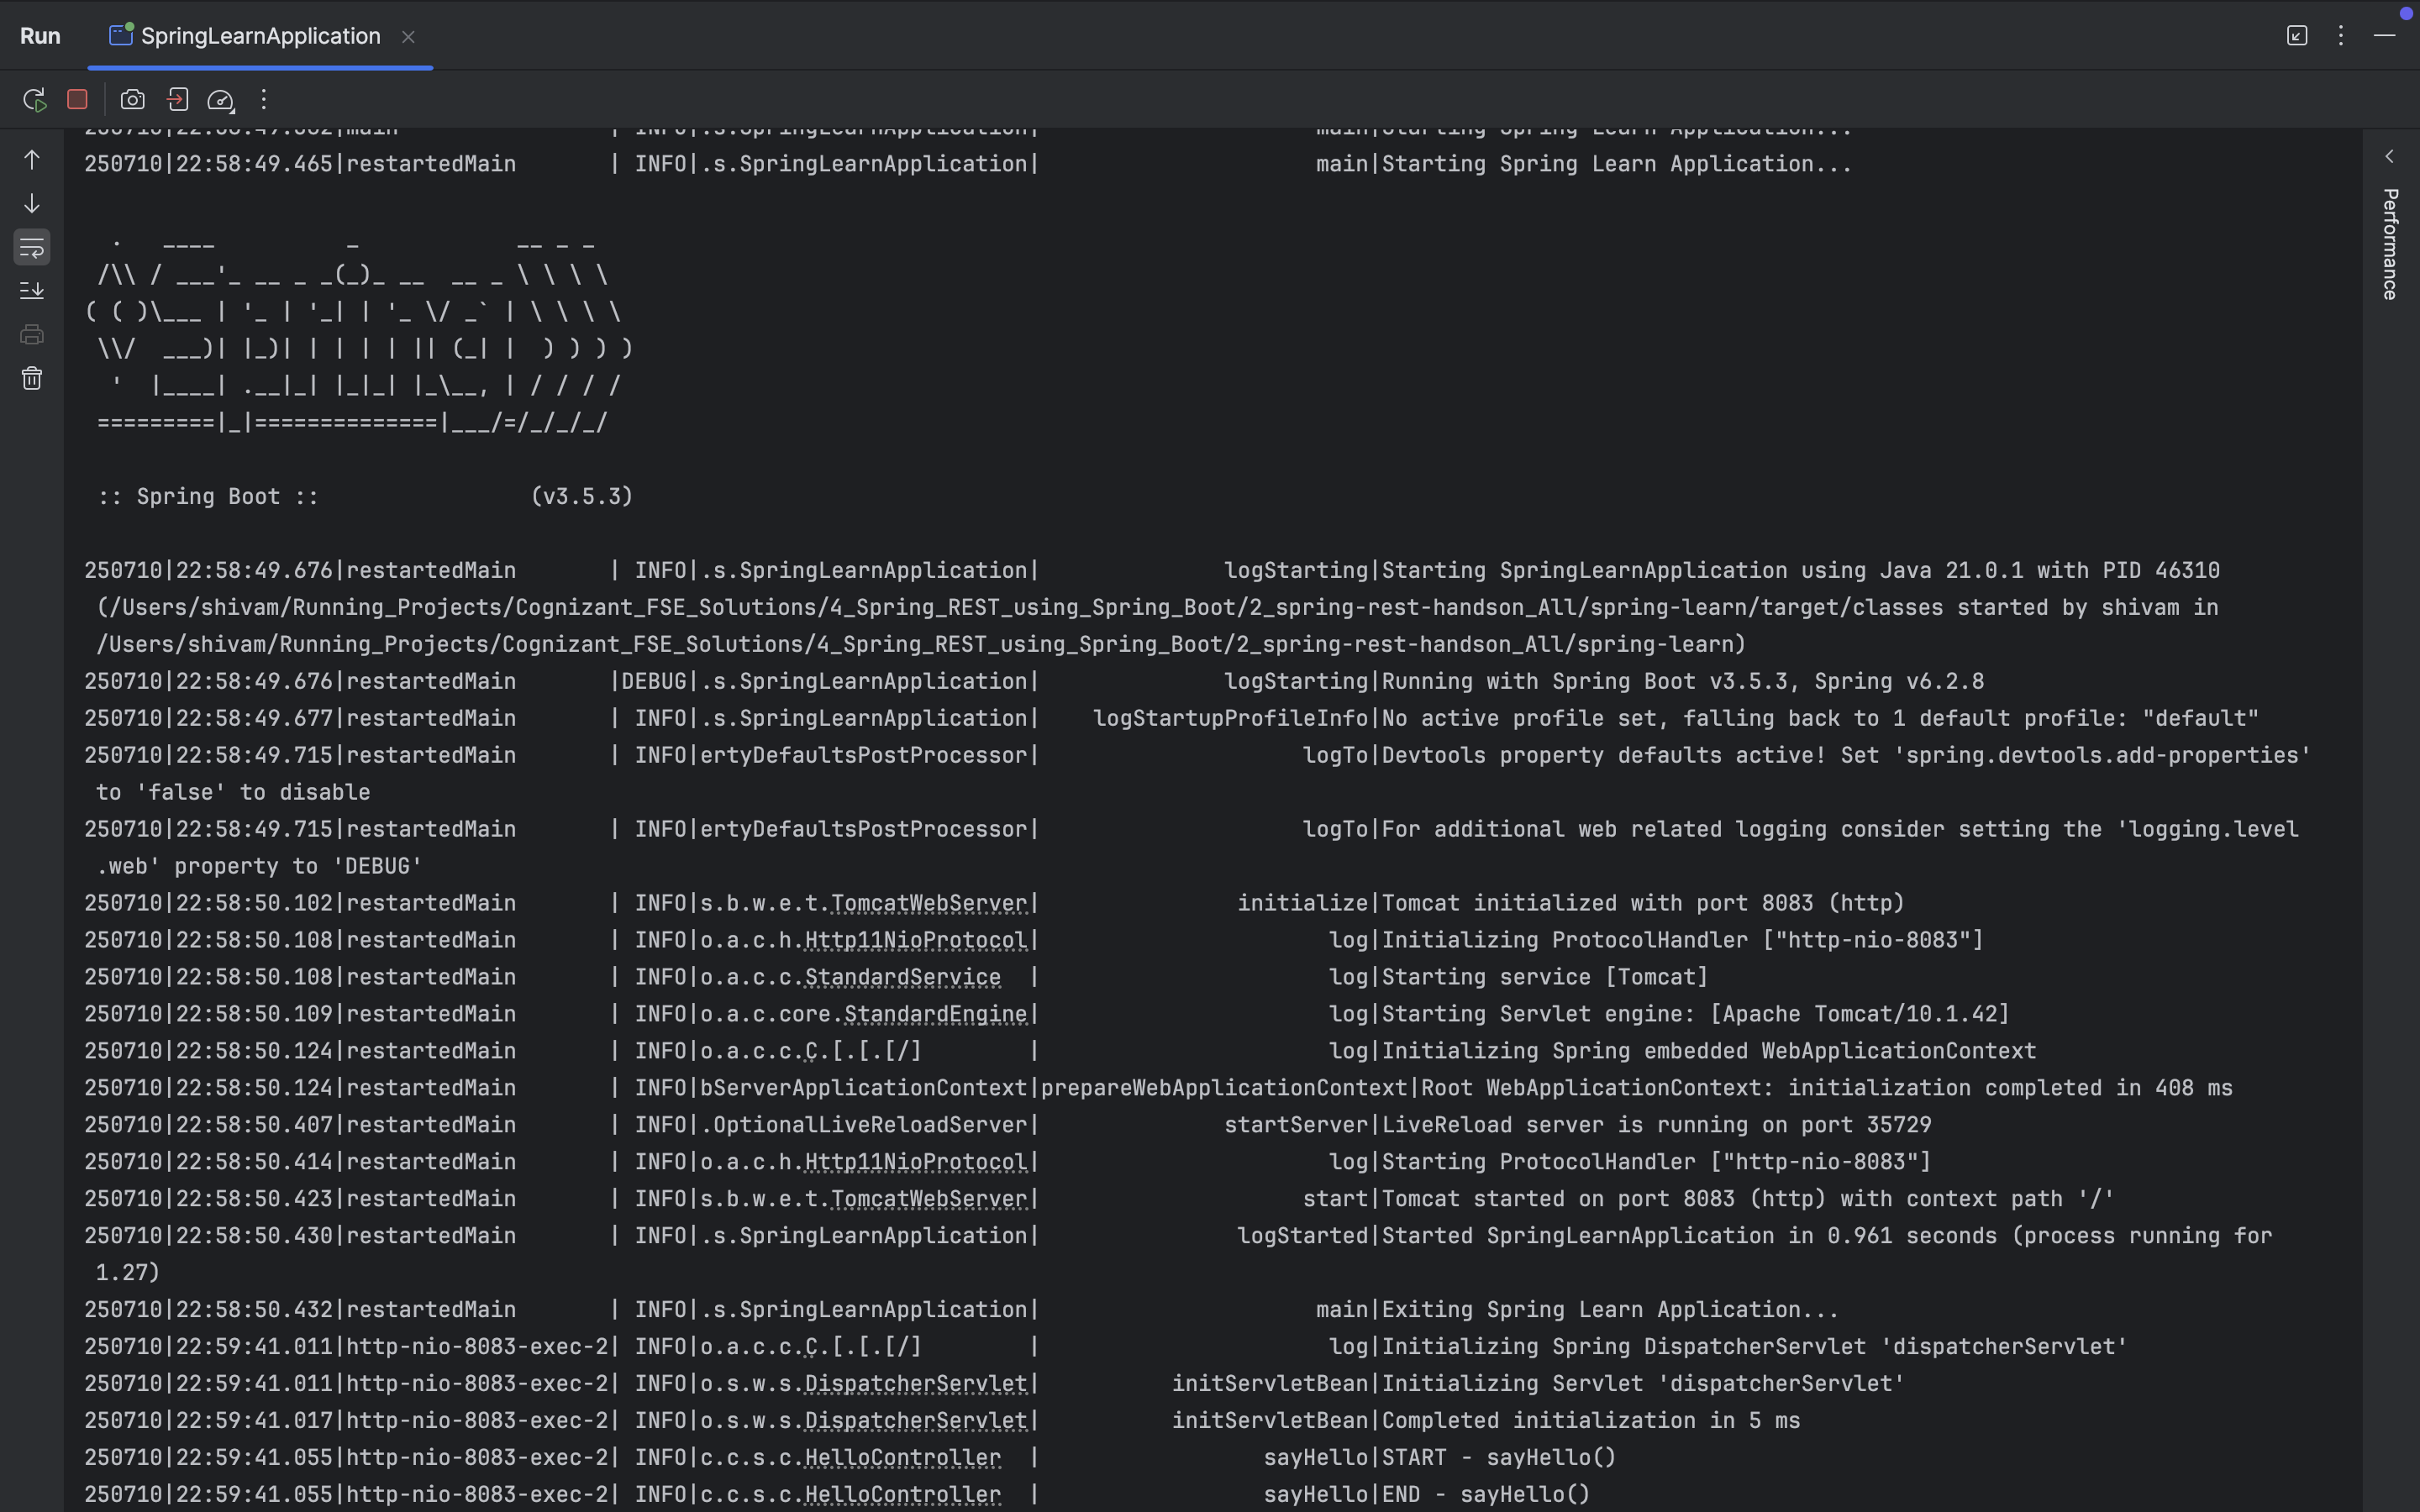 Run SpringLearnApplication
250710|22:58:49.465|restartedMain       | INFO|.s.SpringLearnApplication|                     main|Starting Spring Learn Application...
  .   ____          _            __ _ _
 /\\ / ___'_ __ _ _(_)_ __  __ _ \ \ \ \
( ( )\___ | '_ | '_| | '_ \/ _` | \ \ \ \
 \\/  ___)| |_)| | | | | || (_| |  ) ) ) )
  '  |____| .__|_| |_|_| |_\__, | / / / /
 =========|_|==============|___/=/_/_/_/
 :: Spring Boot ::                (v3.5.3)
250710|22:58:49.676|restartedMain       | INFO|.s.SpringLearnApplication|              logStarting|Starting SpringLearnApplication using Java 21.0.1 with PID 46310
(/Users/shivam/Running_Projects/Cognizant_FSE_Solutions/4_Spring_REST_using_Spring_Boot/2_spring-rest-handson_All/spring-learn/target/classes started by shivam in
/Users/shivam/Running_Projects/Cognizant_FSE_Solutions/4_Spring_REST_using_Spring_Boot/2_spring-rest-handson_All/spring-learn)
250710|22:58:49.676|restartedMain       |DEBUG|.s.SpringLearnApplication|              logStarting|Running with Spring Boot v3.5.3, Spring v6.2.8
250710|22:58:49.677|restartedMain       | INFO|.s.SpringLearnApplication|    logStartupProfileInfo|No active profile set, falling back to 1 default profile: "default"
250710|22:58:49.715|restartedMain       | INFO|ertyDefaultsPostProcessor|                    logTo|Devtools property defaults active! Set 'spring.devtools.add-properties'
to 'false' to disable
250710|22:58:49.715|restartedMain       | INFO|ertyDefaultsPostProcessor|                    logTo|For additional web related logging consider setting the 'logging.level
.web' property to 'DEBUG'
250710|22:58:50.102|restartedMain       | INFO|s.b.w.e.t.TomcatWebServer|               initialize|Tomcat initialized with port 8083 (http)
250710|22:58:50.108|restartedMain       | INFO|o.a.c.h.Http11NioProtocol|                      log|Initializing ProtocolHandler ["http-nio-8083"]
250710|22:58:50.108|restartedMain       | INFO|o.a.c.c.StandardService  |                      log|Starting service [Tomcat]
250710|22:58:50.109|restartedMain       | INFO|o.a.c.core.StandardEngine|                      log|Starting Servlet engine: [Apache Tomcat/10.1.42]
250710|22:58:50.124|restartedMain       | INFO|o.a.c.c.C.[.[.[/]        |                      log|Initializing Spring embedded WebApplicationContext
250710|22:58:50.124|restartedMain       | INFO|bServerApplicationContext|prepareWebApplicationContext|Root WebApplicationContext: initialization completed in 408 ms
250710|22:58:50.407|restartedMain       | INFO|.OptionalLiveReloadServer|              startServer|LiveReload server is running on port 35729
250710|22:58:50.414|restartedMain       | INFO|o.a.c.h.Http11NioProtocol|                      log|Starting ProtocolHandler ["http-nio-8083"]
250710|22:58:50.423|restartedMain       | INFO|s.b.w.e.t.TomcatWebServer|                    start|Tomcat started on port 8083 (http) with context path '/'
250710|22:58:50.430|restartedMain       | INFO|.s.SpringLearnApplication|               logStarted|Started SpringLearnApplication in 0.961 seconds (process running for
1.27)
250710|22:58:50.432|restartedMain       | INFO|.s.SpringLearnApplication|                     main|Exiting Spring Learn Application...
250710|22:59:41.011|http-nio-8083-exec-2| INFO|o.a.c.c.C.[.[.[/]        |                      log|Initializing Spring DispatcherServlet 'dispatcherServlet'
250710|22:59:41.011|http-nio-8083-exec-2| INFO|o.s.w.s.DispatcherServlet|          initServletBean|Initializing Servlet 'dispatcherServlet'
250710|22:59:41.017|http-nio-8083-exec-2| INFO|o.s.w.s.DispatcherServlet|          initServletBean|Completed initialization in 5 ms
250710|22:59:41.055|http-nio-8083-exec-2| INFO|c.c.s.c.HelloController  |                 sayHello|START - sayHello()
250710|22:59:41.055|http-nio-8083-exec-2| INFO|c.c.s.c.HelloController  |                 sayHello|END - sayHello()
Performance